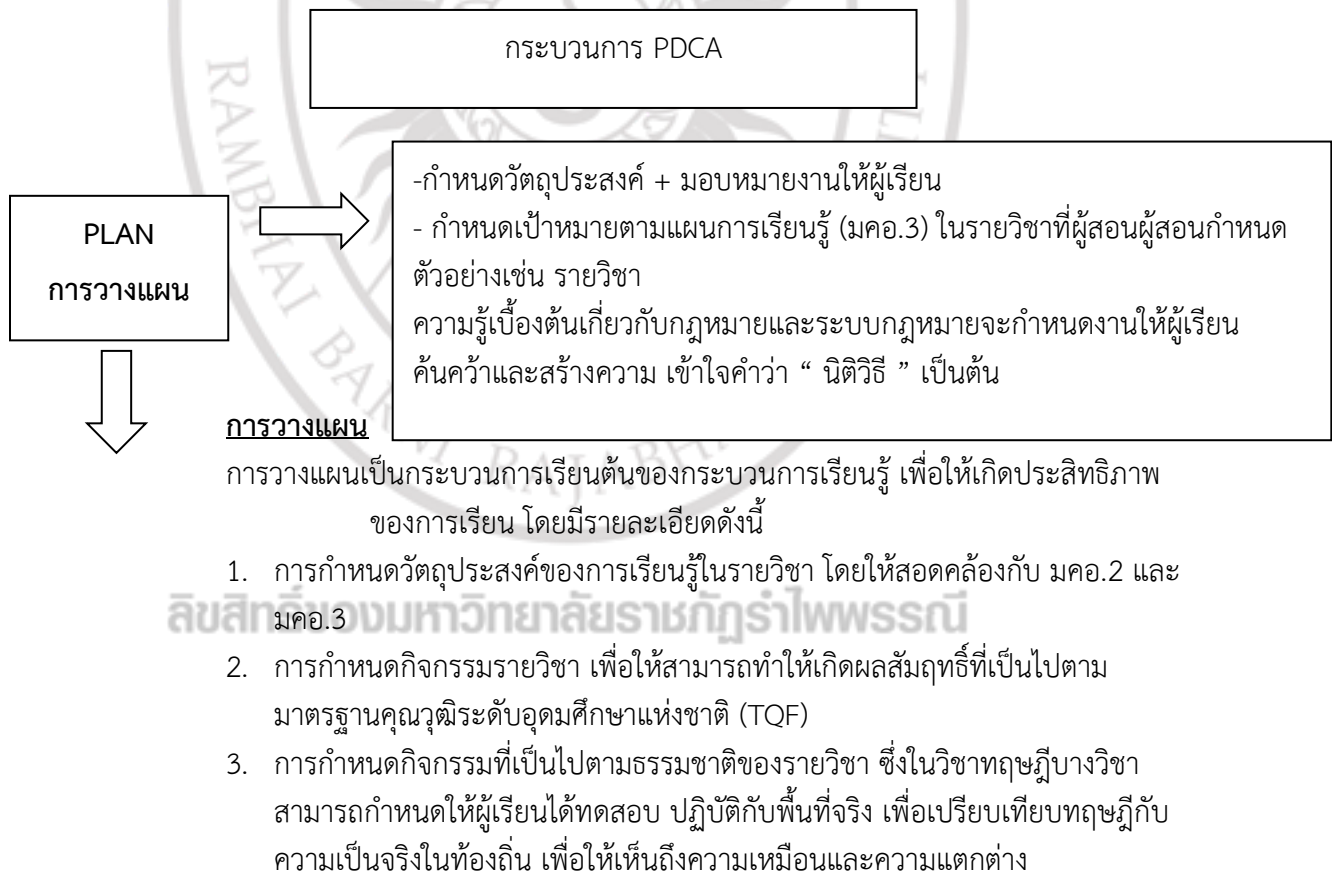 กระบวนการ PDCA
PLAN
การวางแผน
-กำหนดวัตถุประสงค์ + มอบหมายงานให้ผู้เรียน
- กำหนดเป้าหมายตามแผนการเรียนรู้ (มคอ.3) ในรายวิชาที่ผู้สอนผู้สอนกำหนด
ตัวอย่างเช่น รายวิชา
ความรู้เบื้องต้นเกี่ยวกับกฎหมายและระบบกฎหมายจะกำหนดงานให้ผู้เรียน
ค้นคว้าและสร้างความ เข้าใจคำว่า “ นิติวิธี ” เป็นต้น
การวางแผน
การวางแผนเป็นกระบวนการเรียนต้นของกระบวนการเรียนรู้ เพื่อให้เกิดประสิทธิภาพ
ของการเรียน โดยมีรายละเอียดดังนี้
1. การกำหนดวัตถุประสงค์ของการเรียนรู้ในรายวิชา โดยให้สอดคล้องกับ มคอ.2 และ
มคอ.3
ลิขสิทธิ์ของมหาวิทยาลัยราชภัฏรำไพพรรณี
2. การกำหนดกิจกรรมรายวิชา เพื่อให้สามารถทำให้เกิดผลสัมฤทธิ์ที่เป็นไปตาม
มาตรฐานคุณวุฒิระดับอุดมศึกษาแห่งชาติ (TQF)
3. การกำหนดกิจกรรมที่เป็นไปตามธรรมชาติของรายวิชา ซึ่งในวิชาทฤษฎีบางวิชา
สามารถกำหนดให้ผู้เรียนได้ทดสอบ ปฏิบัติกับพื้นที่จริง เพื่อเปรียบเทียบทฤษฎีกับ
ความเป็นจริงในท้องถิ่น เพื่อให้เห็นถึงความเหมือนและความแตกต่าง
RAMBHAI BARNI